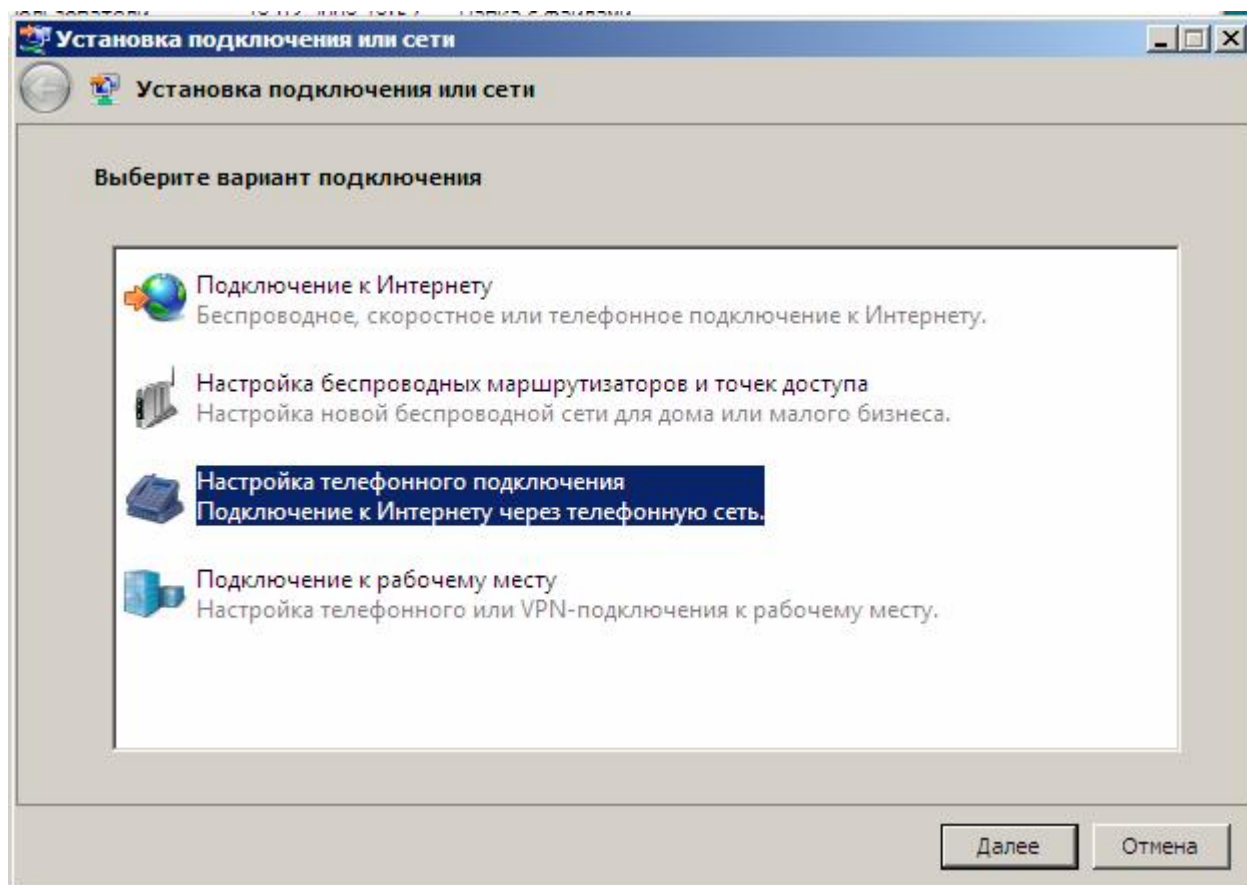 Установка подключения или сети
Установка подключения или сети
Выберите вариант подключения
Подключение к Интернету
Беспроводное, скоростное или телефонное подключение к Интернету.
Настройка беспроводных маршрутизаторов и точек доступа
Настройка новой беспроводной сети для дома или малого бизнеса.
Настройка телефонного подключения
Подключение к Интернету через телефонную сеть.
Подключение к рабочему месту
Настройка телефонного или VPN-подключения к рабочему месту.
Далее
Отмена